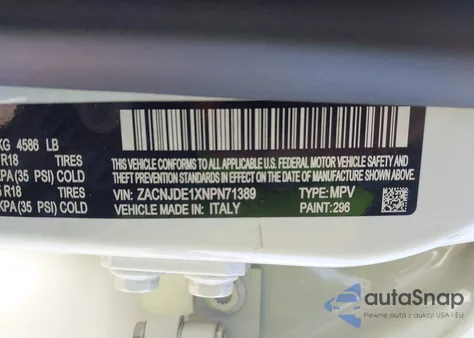 KG 4586 LB
R18 TIRES
KPA (35 PSI) COLD
R18 TIRES
KPA (35 PSI) COLD
THIS VEHICLE CONFORMS TO ALL APPLICABLE U.S. FEDERAL MOTOR VEHICLE SAFETY, AND
THEFT PREVENTION STANDARDS IN EFFECT ON THE DATE OF MANUFACTURE SHOWN ABOVE.
VIN: ZACNJDE1XNPN71389 TYPE: MPV
VEHICLE MADE IN: ITALY PAINT:296
autoSnap
Pewne auta z aukcji USA i EU